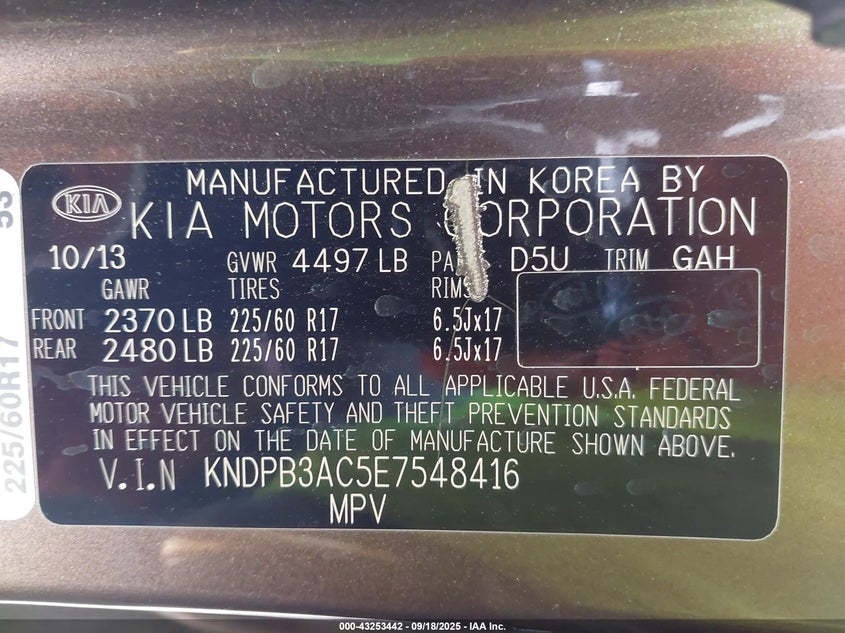 MANUFACTURED IN KOREA BY
KIA
KIA MOTORS CORPORATION
10/13 GVWR 4497 LB D5U TRIM GAH
GAWR TIRES RIMS
FRONT 2370 LB 225/60 R17 6.5Jx17
REAR 2480 LB 225/60 R17 6.5Jx17
THIS VEHICLE CONFORMS TO ALL APPLICABLE U.S.A. FEDERAL
MOTOR VEHICLE SAFETY AND THEFT PREVENTION STANDARDS
IN EFFECT ON THE DATE OF MANUFACTURE SHOWN ABOVE.
V.I.N KNDPB3AC5E7548416
MPV
225/60R17
000-43253442 - 09/18/2025 - IAA Inc.